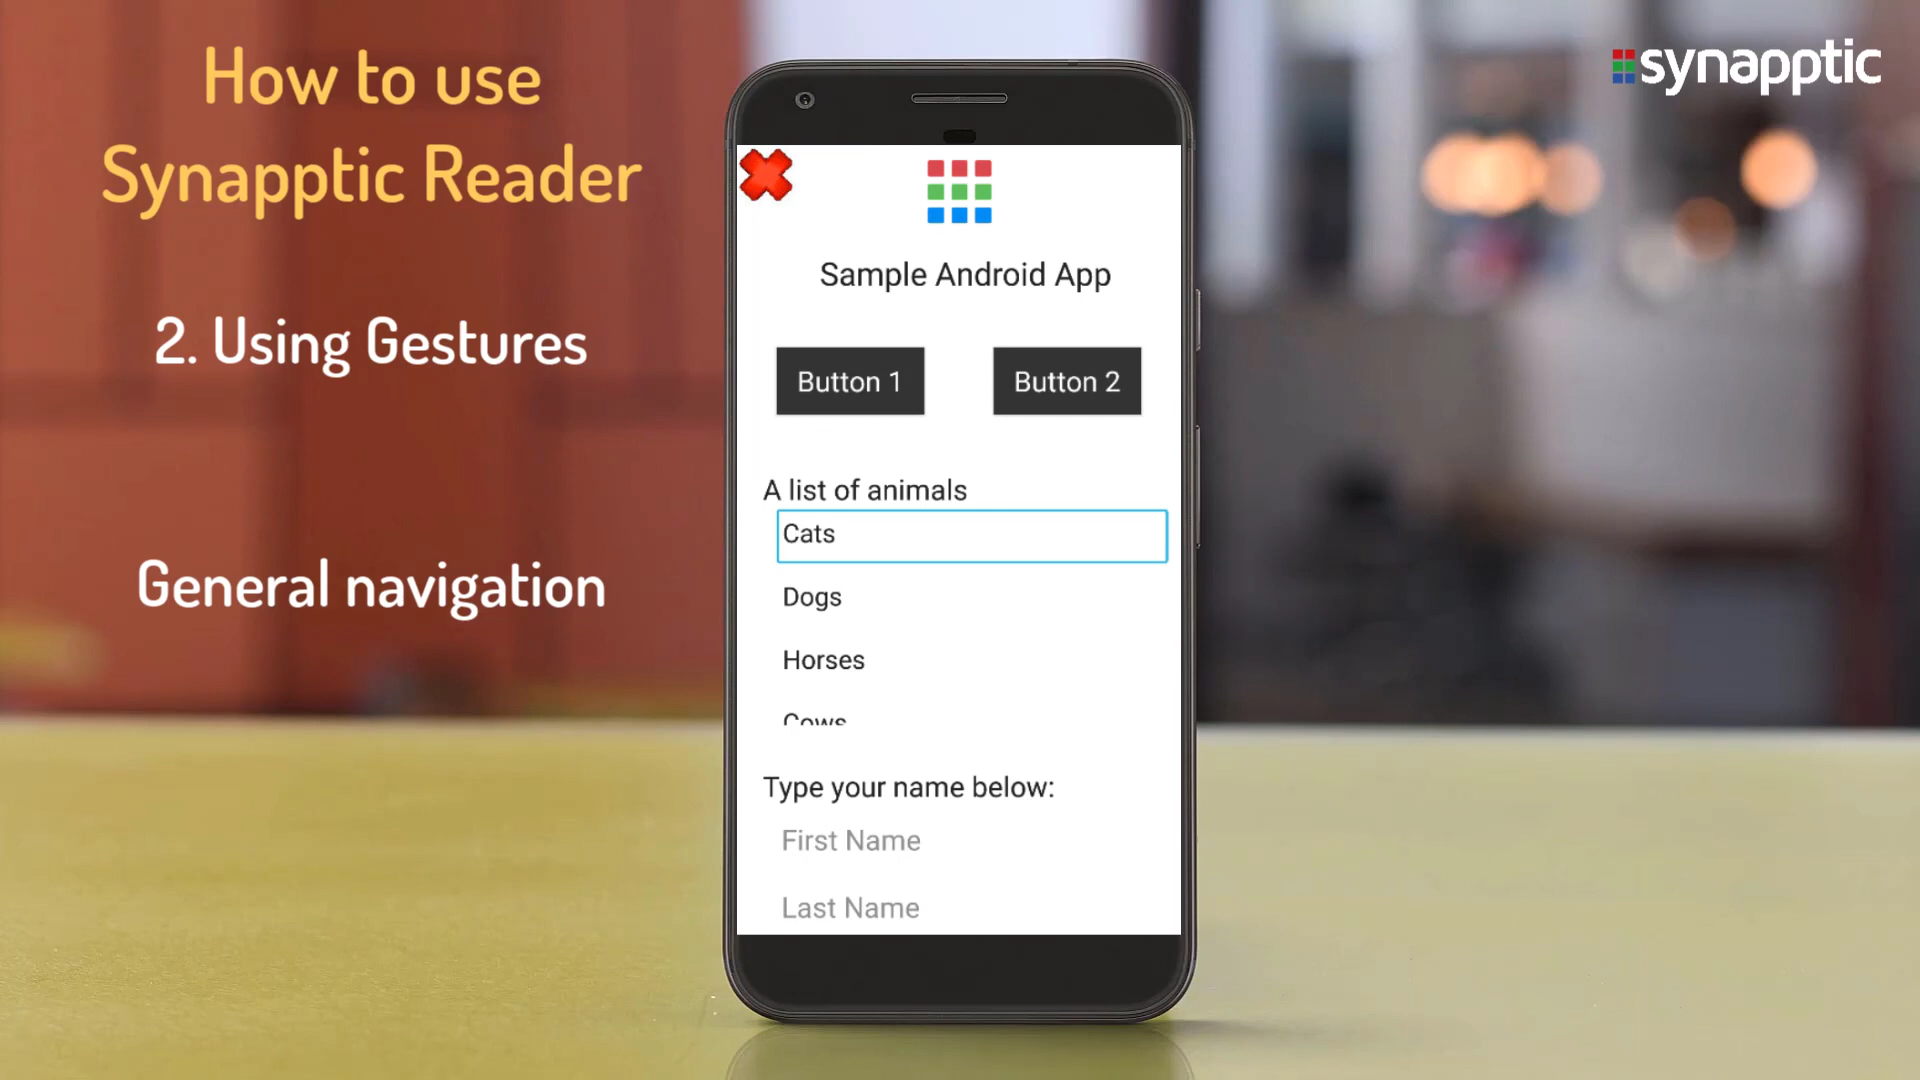 How to use
Synapptic Reader
2. Using Gestures
General navigation
synapptic
Sample Android App
Button 1
Button 2
A list of animals
Cats
Dogs
Horses
Cows
Type your name below:
First Name
Last Name